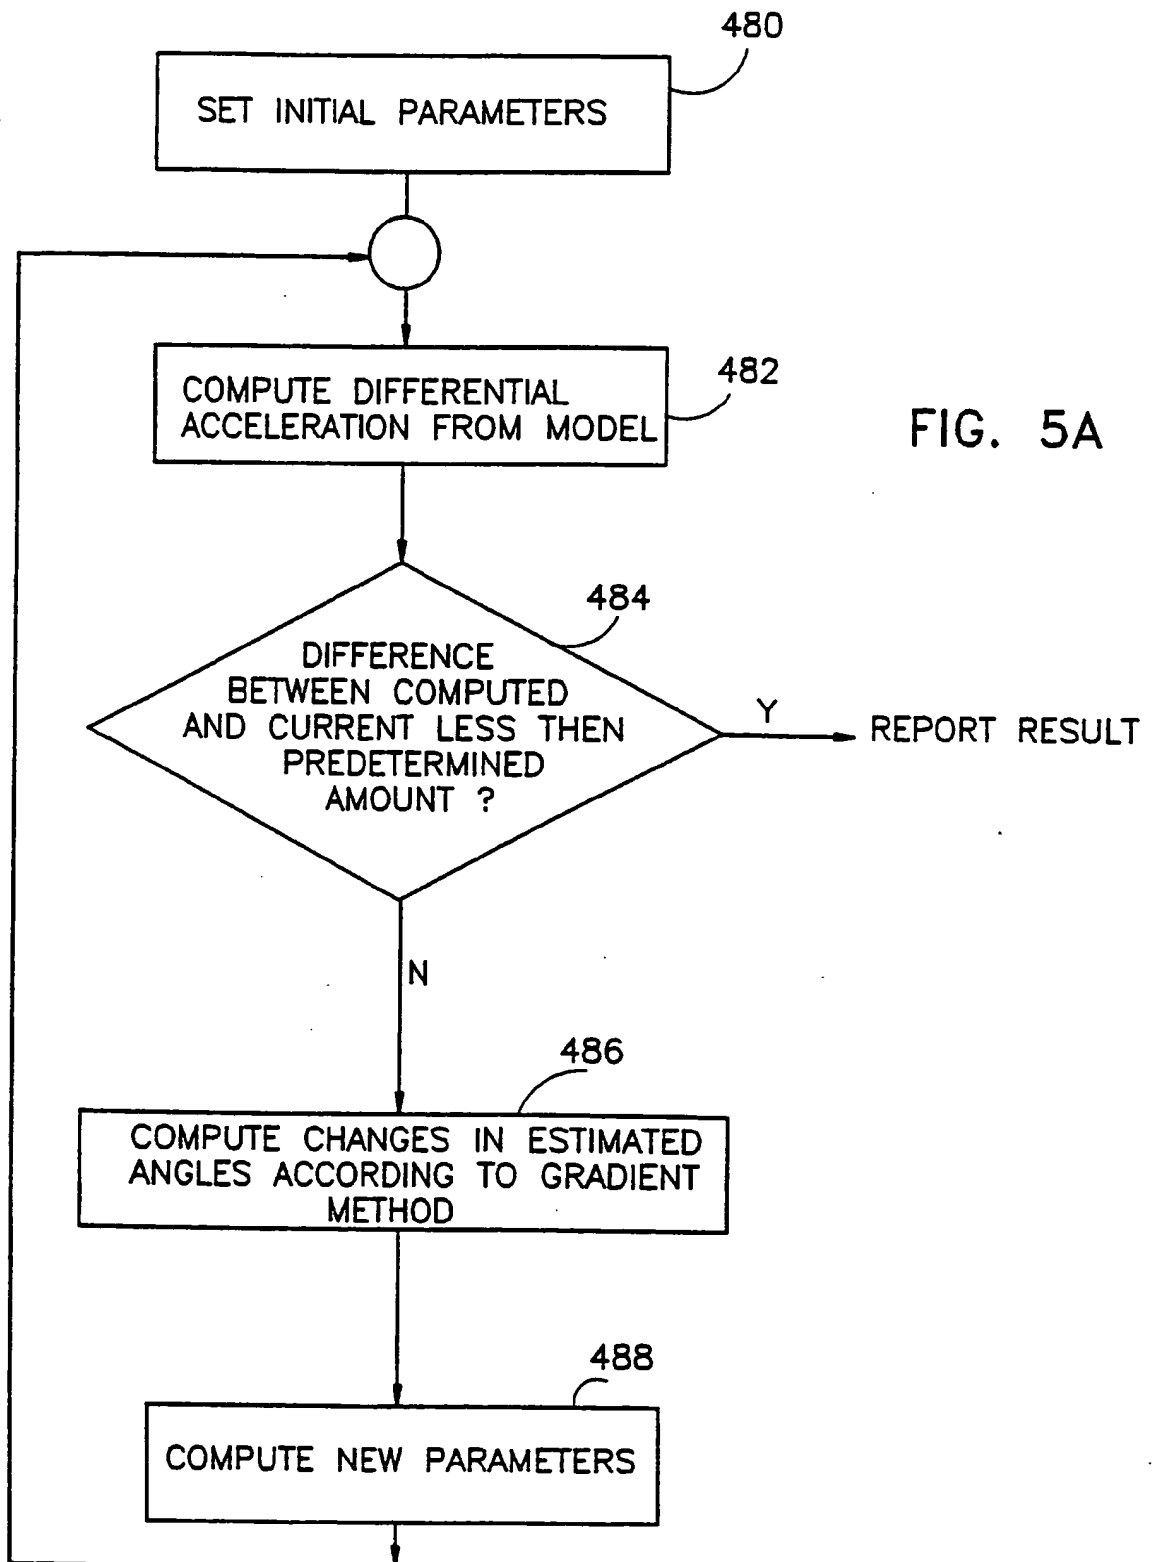 480
SET INITIAL PARAMETERS
482
COMPUTE DIFFERENTIAL
ACCELERATION FROM MODEL
FIG. 5A
484
DIFFERENCE
BETWEEN COMPUTED
AND CURRENT LESS THEN
PREDETERMINED
AMOUNT ?
Y
REPORT RESULT
N
486
COMPUTE CHANGES IN ESTIMATED
ANGLES ACCORDING TO GRADIENT
METHOD
488
COMPUTE NEW PARAMETERS